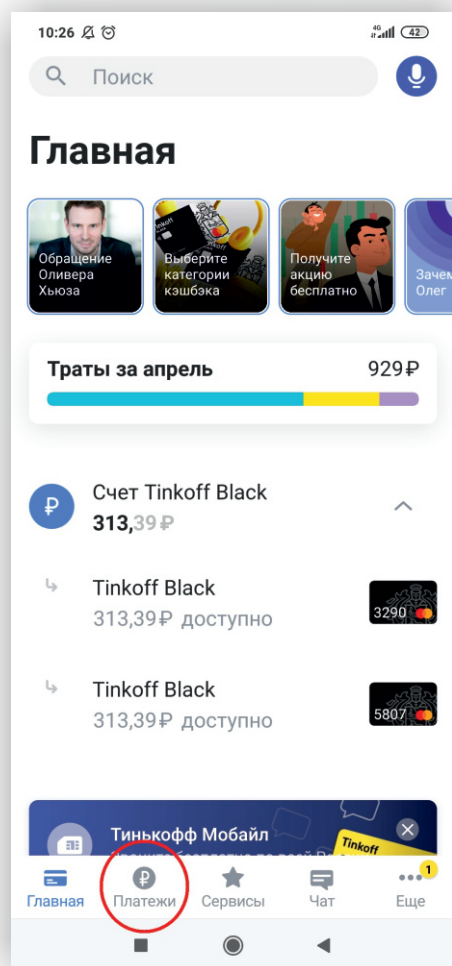 10:26
4G
42
Поиск
Главная
Обращение
Оливера
Хьюза
Выберите
категории
кэшбэка
Получите
акцию
бесплатно
Зачем
Олег
Траты за апрель 929 ₽
Счет Tinkoff Black
313,39 ₽
Tinkoff Black
313,39 ₽ доступно
3290
Tinkoff Black
313,39 ₽ доступно
5807
Тинькофф Мобайл
Tinkoff
1
Главная Платежи Сервисы Чат Еще